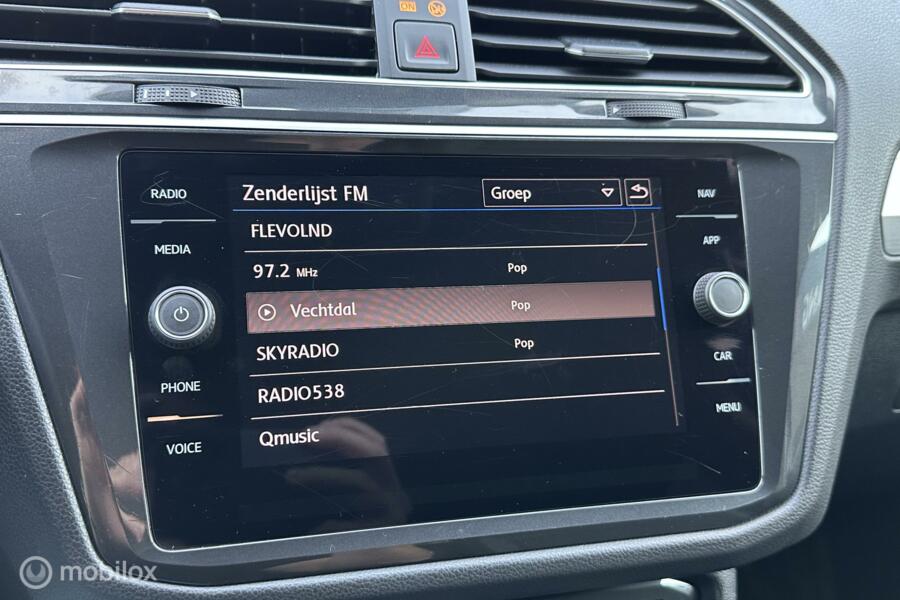 ON
RADIO
MEDIA
PHONE
VOICE
Zenderlijst FM
Groep
FLEVOLND
97.2 MHz Pop
Vechtdal Pop
SKYRADIO Pop
RADIO538
Qmusic
NAV
APP
CAR
MENU
mobilox